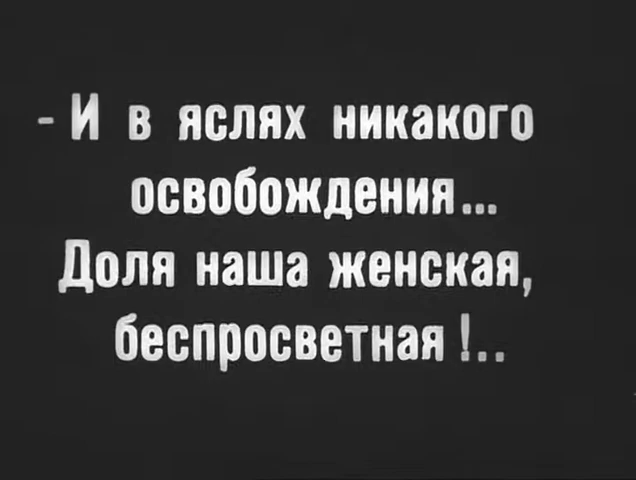 - И в яслях никакого
освобождения...
Доля наша женская,
беспросветная!..